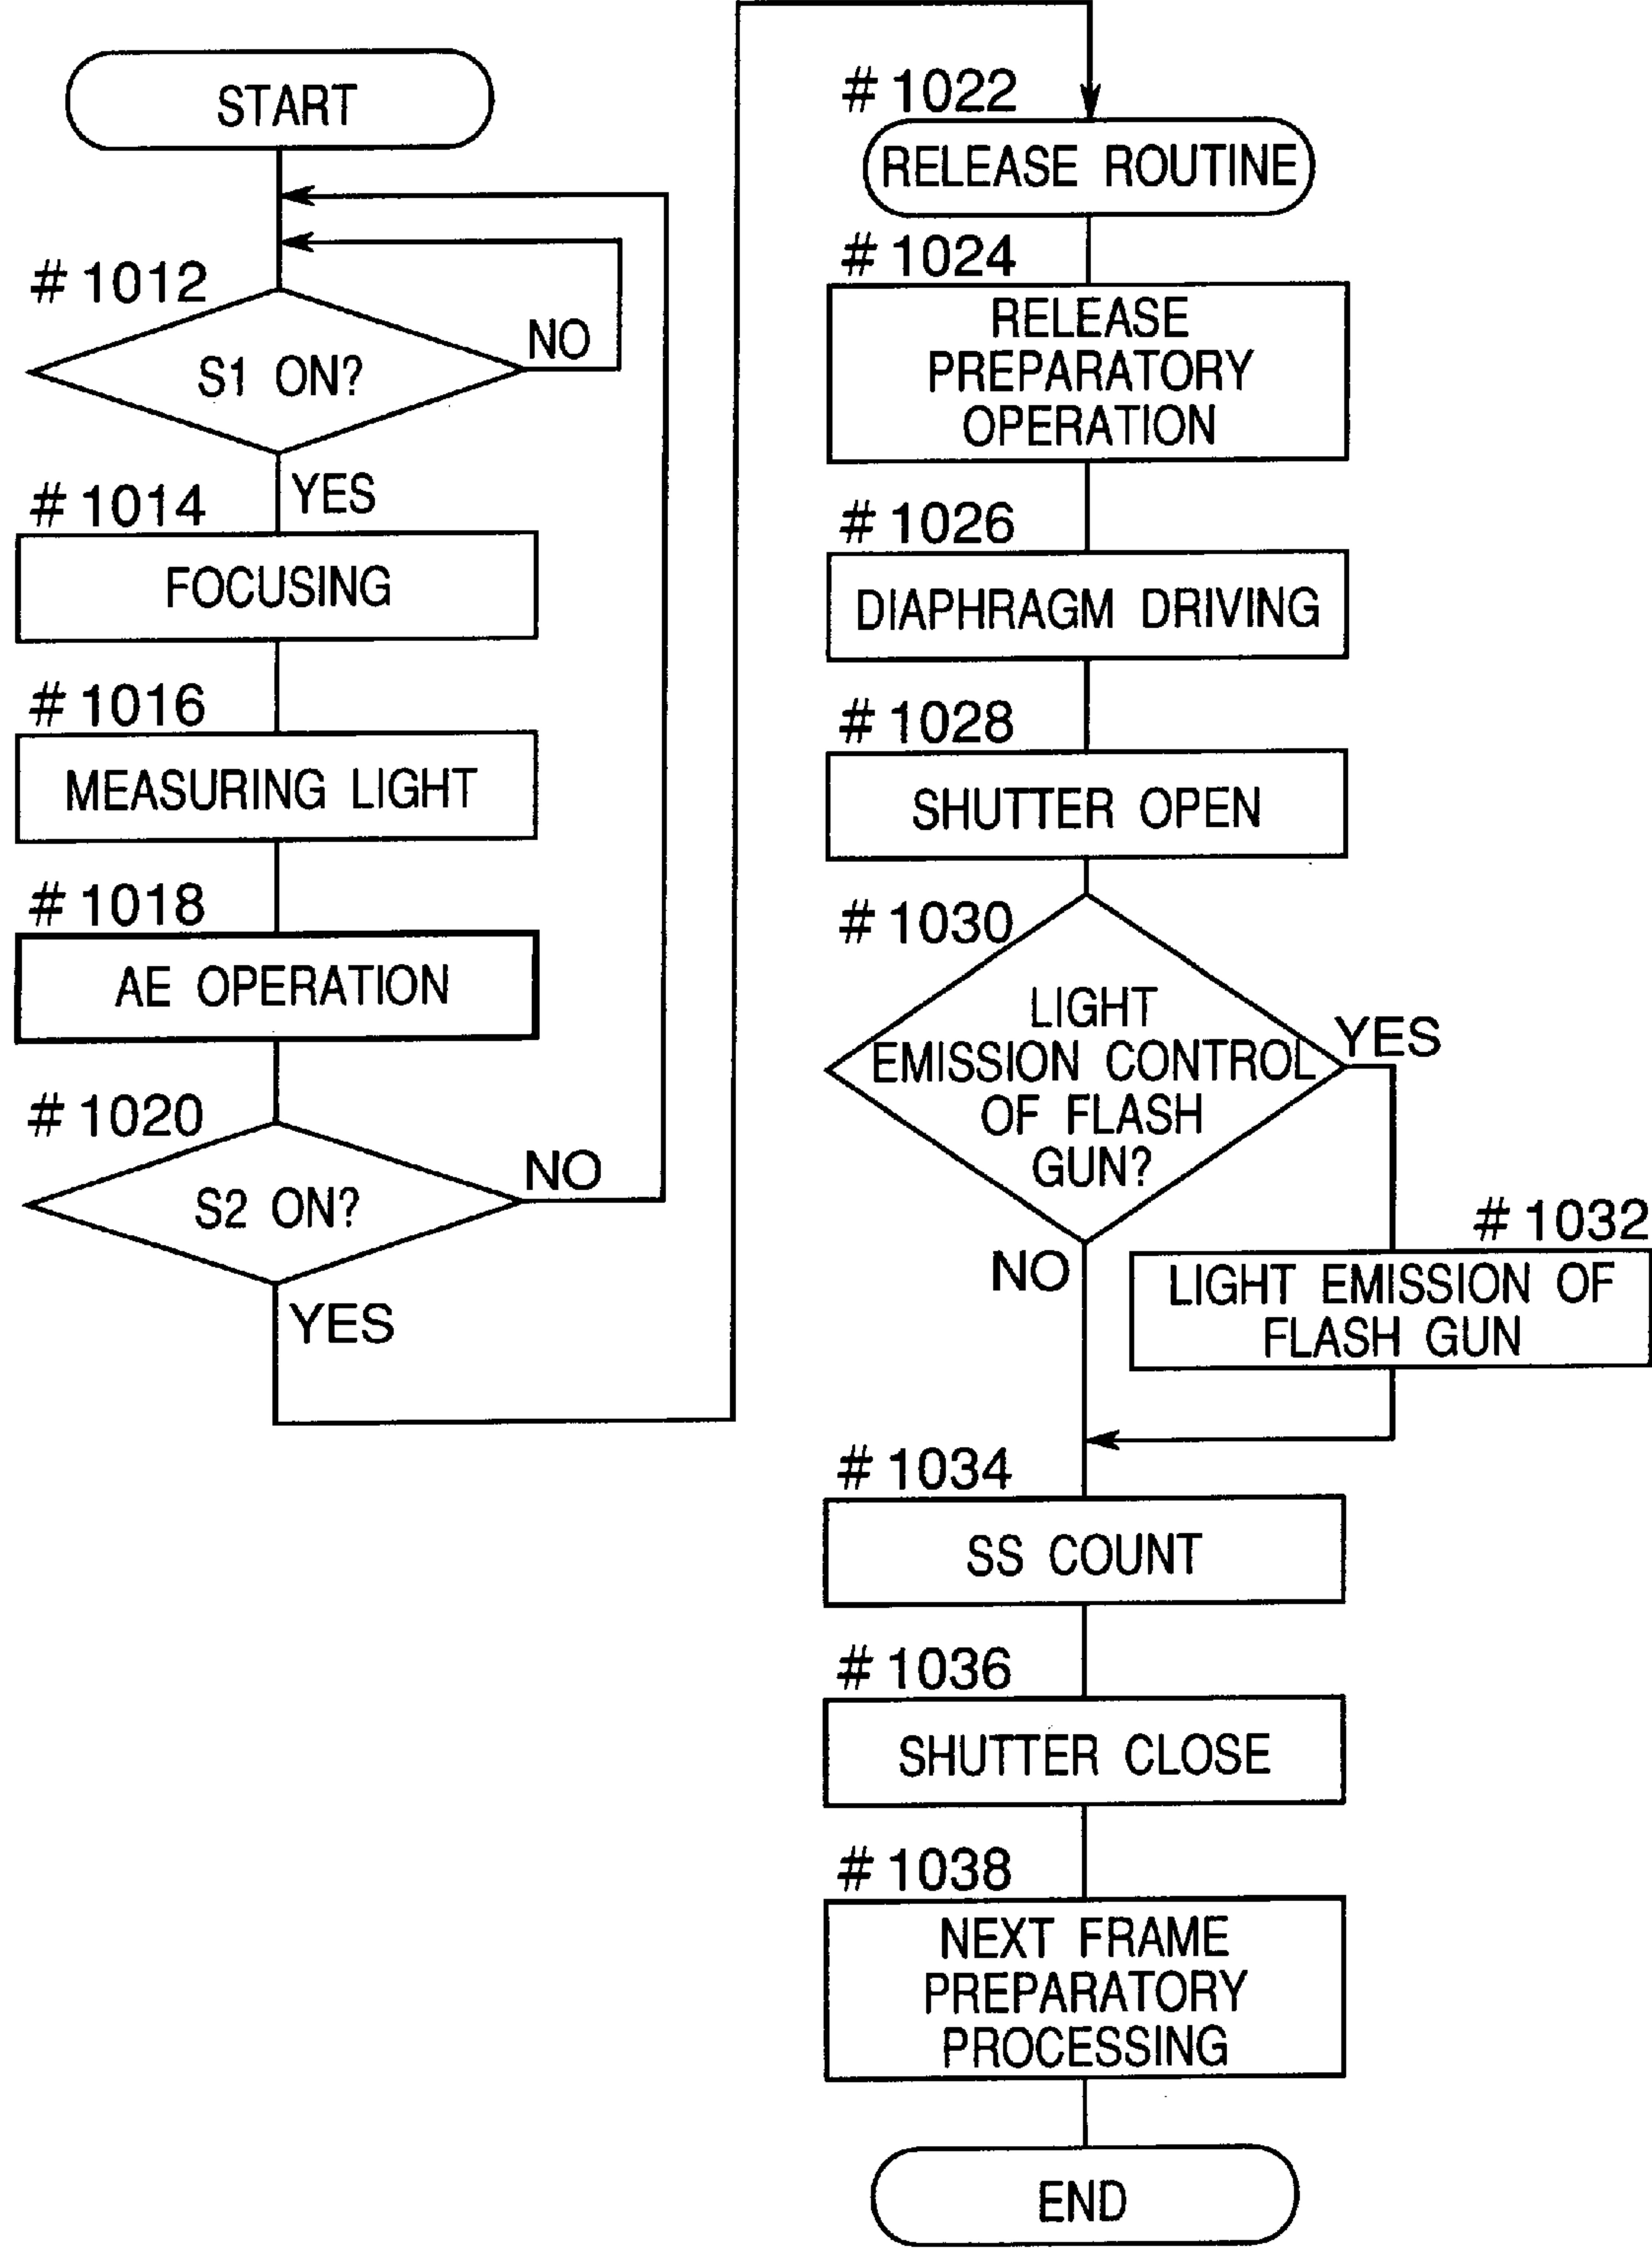 START
# 1012
S1 ON?
NO
YES
# 1014
FOCUSING
# 1016
MEASURING LIGHT
# 1018
AE OPERATION
# 1020
S2 ON?
NO
YES
# 1022
RELEASE ROUTINE
# 1024
RELEASE
PREPARATORY
OPERATION
# 1026
DIAPHRAGM DRIVING
# 1028
SHUTTER OPEN
# 1030
LIGHT
EMISSION CONTROL
OF FLASH
GUN?
YES
NO
# 1032
LIGHT EMISSION OF
FLASH GUN
# 1034
SS COUNT
# 1036
SHUTTER CLOSE
# 1038
NEXT FRAME
PREPARATORY
PROCESSING
END